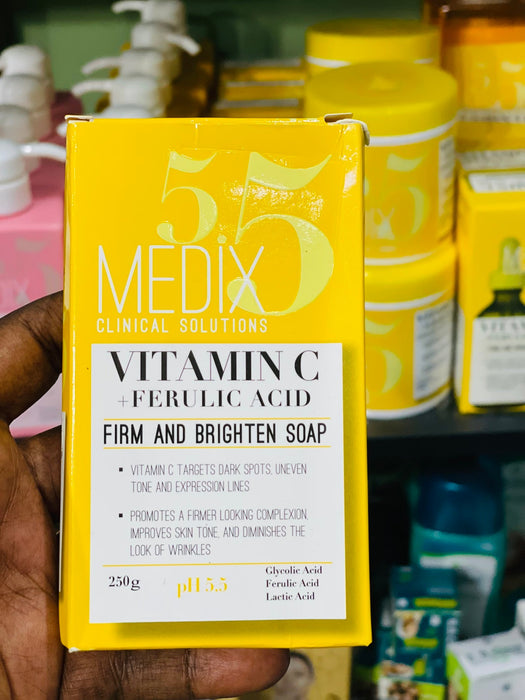 5.5
MEDIX
CLINICAL SOLUTIONS
VITAMIN C
+FERULIC ACID
FIRM AND BRIGHTEN SOAP
▪ VITAMIN C TARGETS DARK SPOTS, UNEVEN
TONE AND EXPRESSION LINES
▪ PROMOTES A FIRMER LOOKING COMPLEXION,
IMPROVES SKIN TONE, AND DIMINISHES THE
LOOK OF WRINKLES
250g
pH 5.5
Glycolic Acid
Ferulic Acid
Lactic Acid